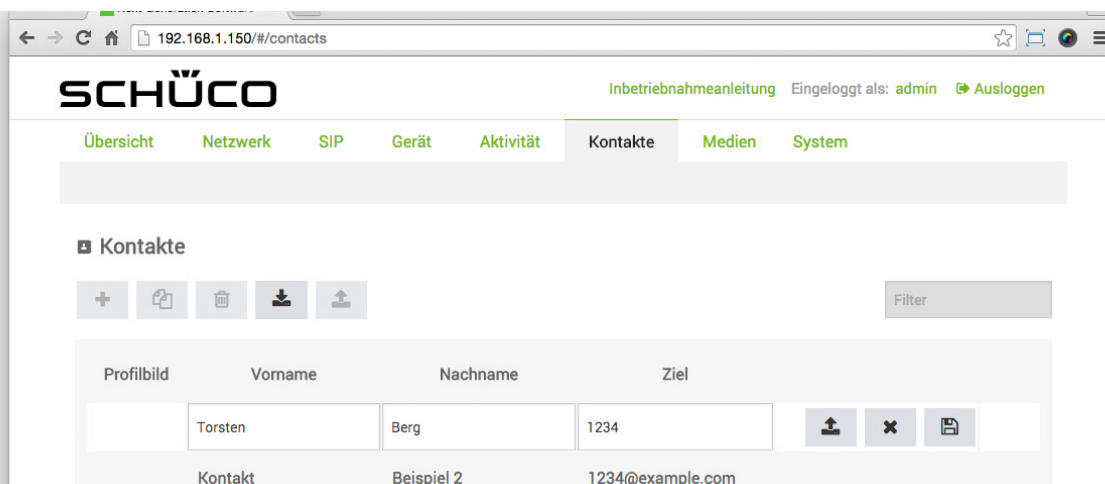 192.168.1.150/#/contacts
SCHÜCO
Inbetriebnahmeanleitung Eingeloggt als: admin Ausloggen
Übersicht Netzwerk SIP Gerät Aktivität Kontakte Medien System
Kontakte
Filter
Profilbild Vorname Nachname Ziel
Torsten Berg 1234
Kontakt Beispiel 2 1234@example.com